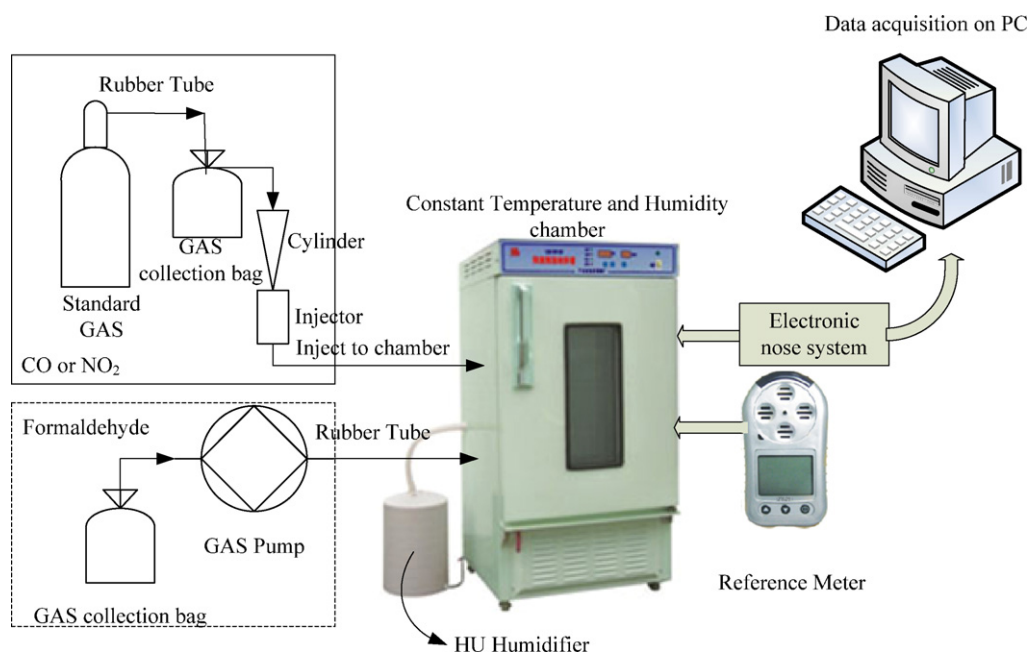 Data acquisition on PC
Rubber Tube
GAS
collection bag
Cylinder
Standard
GAS
Injector
Inject to chamber
CO or NO₂
Constant Temperature and Humidity
chamber
Electronic
nose system
Formaldehyde
Rubber Tube
GAS Pump
GAS collection bag
Reference Meter
HU Humidifier